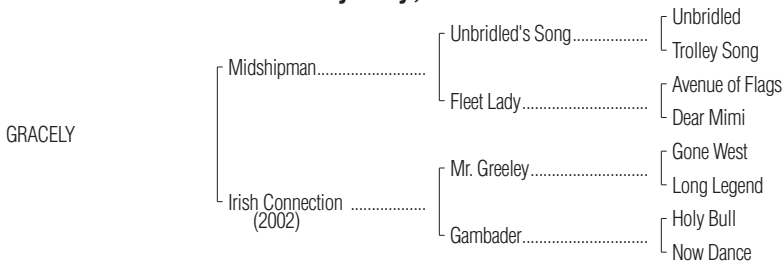 Unbridled
Unbridled's Song.................
Trolley Song
Midshipman.........................
Avenue of Flags
Fleet Lady............................
Dear Mimi
GRACELY
Gone West
Mr. Greeley..........................
Long Legend
Irish Connection ..................
(2002)
Holy Bull
Gambader............................
Now Dance